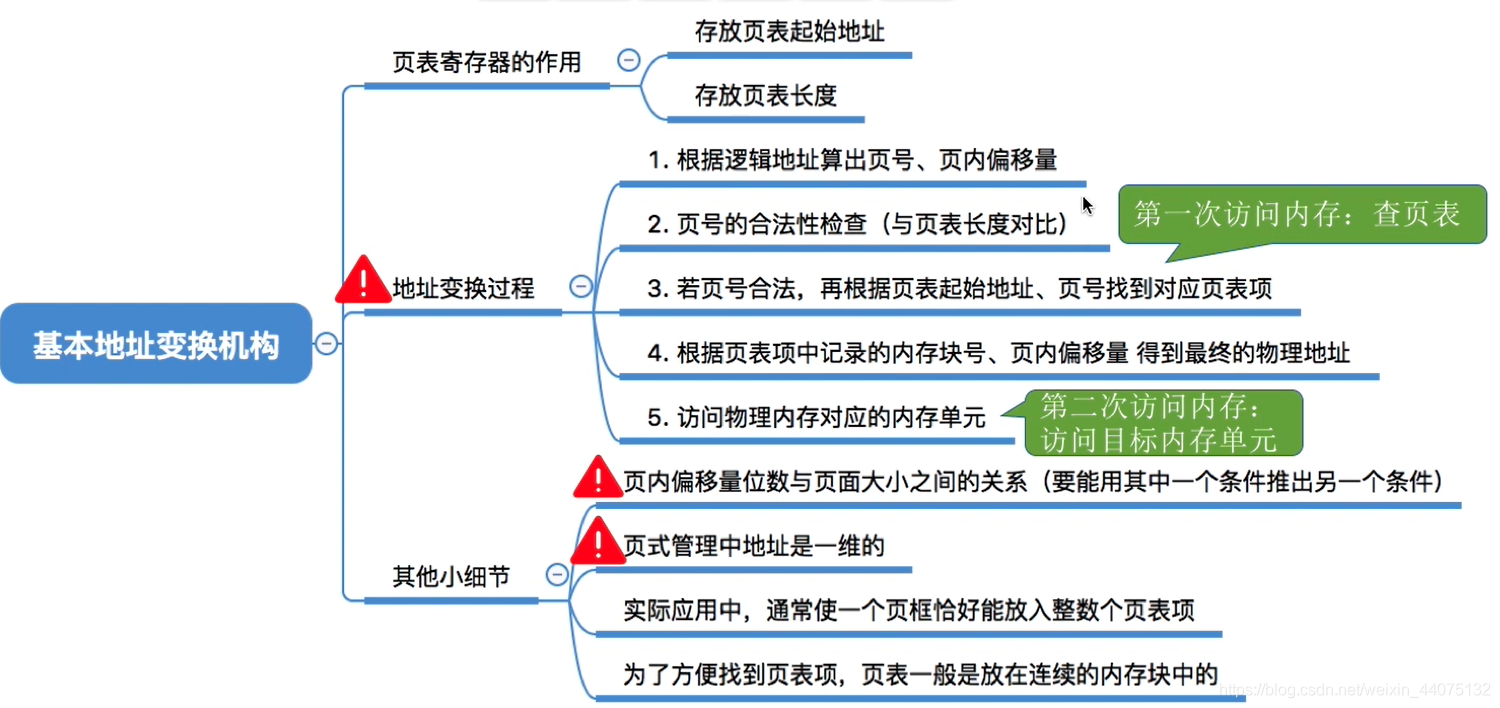 存放页表起始地址
页表寄存器的作用
存放页表长度
基本地址变换机构
地址变换过程
1. 根据逻辑地址算出页号、页内偏移量
2. 页号的合法性检查（与页表长度对比）
第一次访问内存：查页表
3. 若页号合法，再根据页表起始地址、页号找到对应页表项
4. 根据页表项中记录的内存块号、页内偏移量 得到最终的物理地址
5. 访问物理内存对应的内存单元
第二次访问内存：
访问目标内存单元
其他小细节
页内偏移量位数与页面大小之间的关系（要能用其中一个条件推出另一个条件）
页式管理中地址是一维的
实际应用中，通常使一个页框恰好能放入整数个页表项
为了方便找到页表项，页表一般是放在连续的内存块中的
https://blog.csdn.net/weixin_44075132